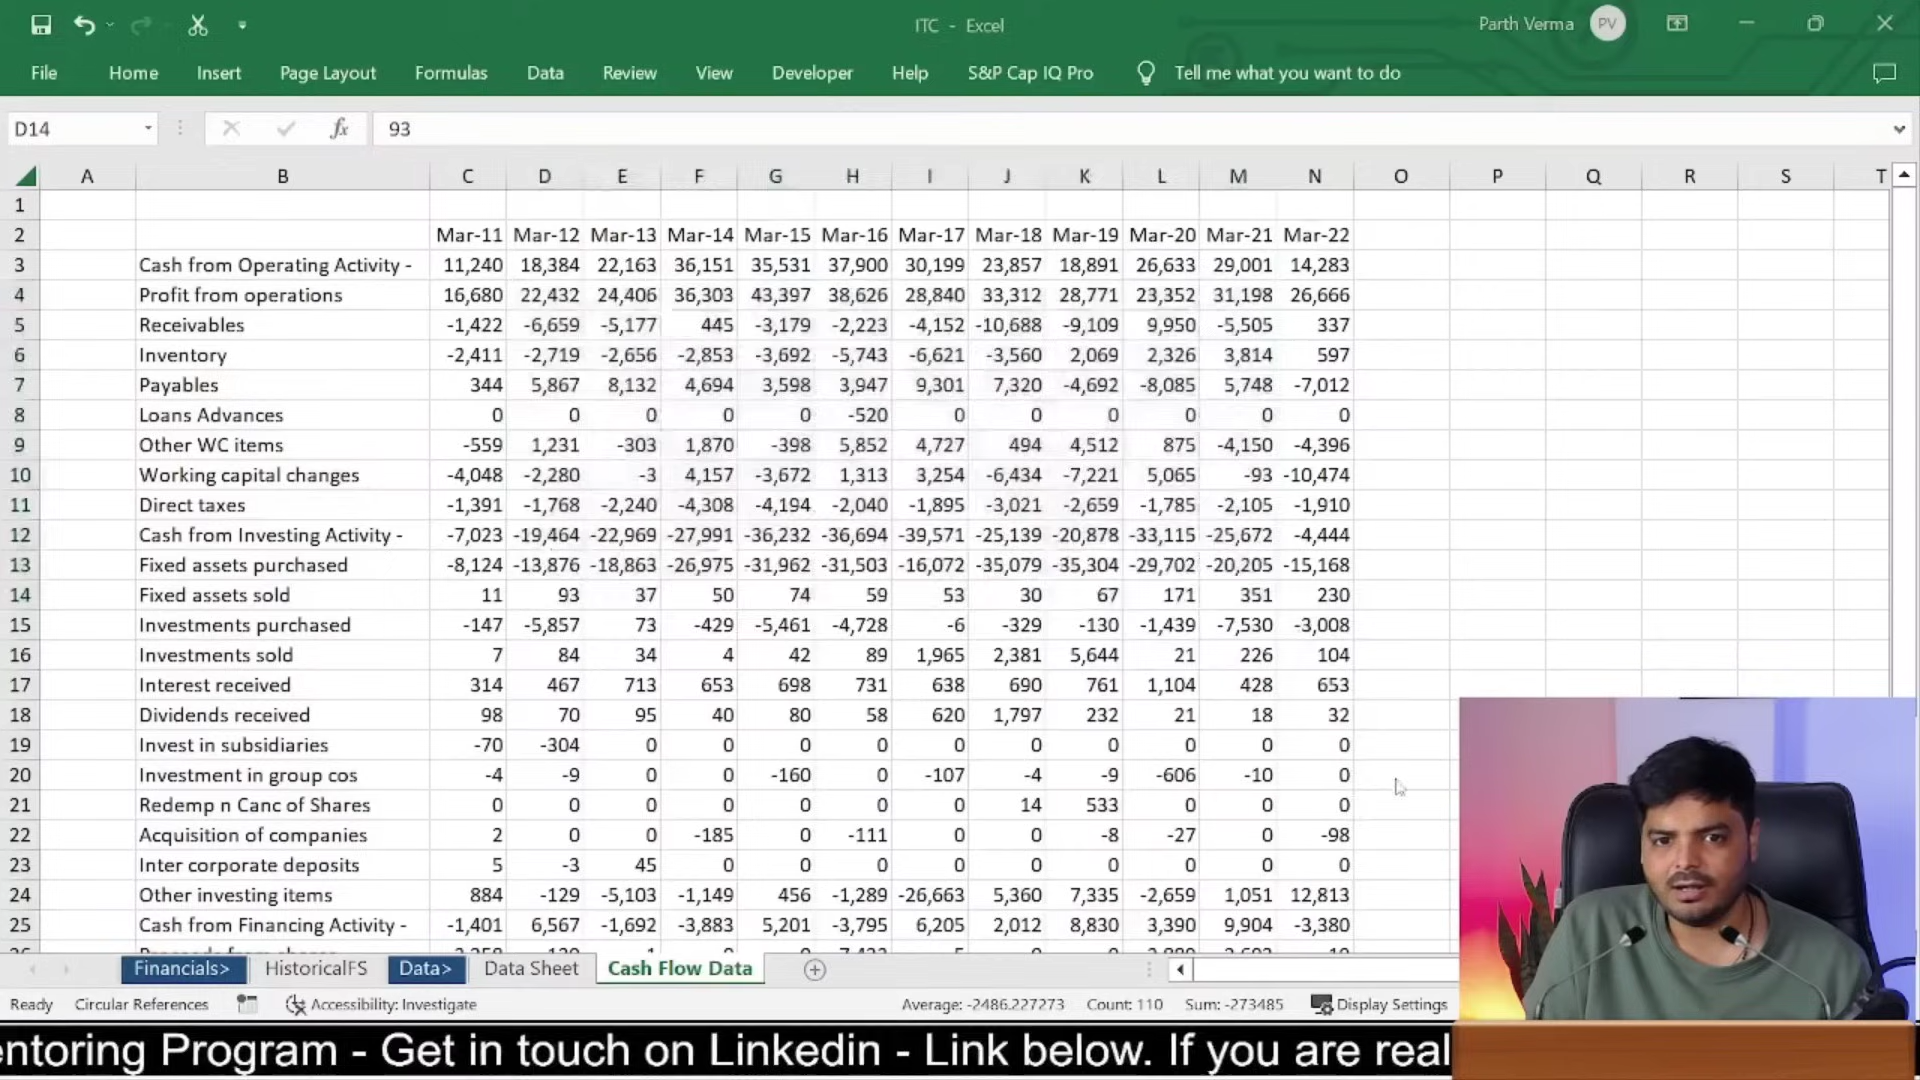 ITC - Excel
Parth Verma PV
File Home Insert Page Layout Formulas Data Review View Developer Help S&P Cap IQ Pro Tell me what you want to do
D14 fx 93
A B C D E F G H I J K L M N O P Q R S T
1
2 Mar-11 Mar-12 Mar-13 Mar-14 Mar-15 Mar-16 Mar-17 Mar-18 Mar-19 Mar-20 Mar-21 Mar-22
3 Cash from Operating Activity - 11,240 18,384 22,163 36,151 35,531 37,900 30,199 23,857 18,891 26,633 29,001 14,283
4 Profit from operations 16,680 22,432 24,406 36,303 43,397 38,626 28,840 33,312 28,771 23,352 31,198 26,666
5 Receivables -1,422 -6,659 -5,177 445 -3,179 -2,223 -4,152 -10,688 -9,109 9,950 -5,505 337
6 Inventory -2,411 -2,719 -2,656 -2,853 -3,692 -5,743 -6,621 -3,560 2,069 2,326 3,814 597
7 Payables 344 5,867 8,132 4,694 3,598 3,947 9,301 7,320 -4,692 -8,085 5,748 -7,012
8 Loans Advances 0 0 0 0 0 -520 0 0 0 0 0 0
9 Other WC items -559 1,231 -303 1,870 -398 5,852 4,727 494 4,512 875 -4,150 -4,396
10 Working capital changes -4,048 -2,280 -3 4,157 -3,672 1,313 3,254 -6,434 -7,221 5,065 -93 -10,474
11 Direct taxes -1,391 -1,768 -2,240 -4,308 -4,194 -2,040 -1,895 -3,021 -2,659 -1,785 -2,105 -1,910
12 Cash from Investing Activity - -7,023 -19,464 -22,969 -27,991 -36,232 -36,694 -39,571 -25,139 -20,878 -33,115 -25,672 -4,444
13 Fixed assets purchased -8,124 -13,876 -18,863 -26,975 -31,962 -31,503 -16,072 -35,079 -35,304 -29,702 -20,205 -15,168
14 Fixed assets sold 11 93 37 50 74 59 53 30 67 171 351 230
15 Investments purchased -147 -5,857 73 -429 -5,461 -4,728 -6 -329 -130 -1,439 -7,530 -3,008
16 Investments sold 7 84 34 4 42 89 1,965 2,381 5,644 21 226 104
17 Interest received 314 467 713 653 698 731 638 690 761 1,104 428 653
18 Dividends received 98 70 95 40 80 58 620 1,797 232 21 18 32
19 Invest in subsidiaries -70 -304 0 0 0 0 0 0 0 0 0 0
20 Investment in group cos -4 -9 0 0 -160 0 -107 -4 -9 -606 -10 0
21 Redemp n Canc of Shares 0 0 0 0 0 0 0 14 533 0 0 0
22 Acquisition of companies 2 0 0 -185 0 -111 0 0 -8 -27 0 -98
23 Inter corporate deposits 5 -3 45 0 0 0 0 0 0 0 0 0
24 Other investing items 884 -129 -5,103 -1,149 456 -1,289 -26,663 5,360 7,335 -2,659 1,051 12,813
25 Cash from Financing Activity - -1,401 6,567 -1,692 -3,883 5,201 -3,795 6,205 2,012 8,830 3,390 9,904 -3,380
Financials> HistoricalFS Data> Data Sheet Cash Flow Data
Ready Circular References Accessibility: Investigate Average: -2486.227273 Count: 110 Sum: -273485 Display Settings
entoring Program - Get in touch on Linkedin - Link below. If you are real